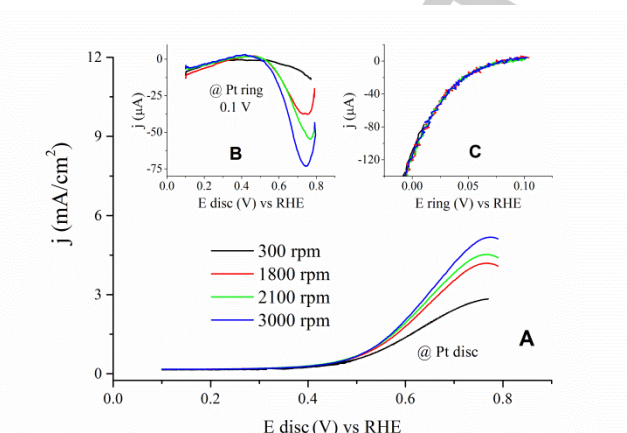 12
9
6
3
0
j (mA/cm²)
0.0 0.2 0.4 0.6 0.8
E disc (V) vs RHE
A
@ Pt disc
300 rpm
1800 rpm
2100 rpm
3000 rpm
0
-25
-50
-75
j (μA)
@ Pt ring
0.1 V
B
0.0 0.2 0.4 0.6 0.8
E disc (V) vs RHE
0
-40
-80
-120
j (μA)
C
0.00 0.05 0.10
E ring (V) vs RHE